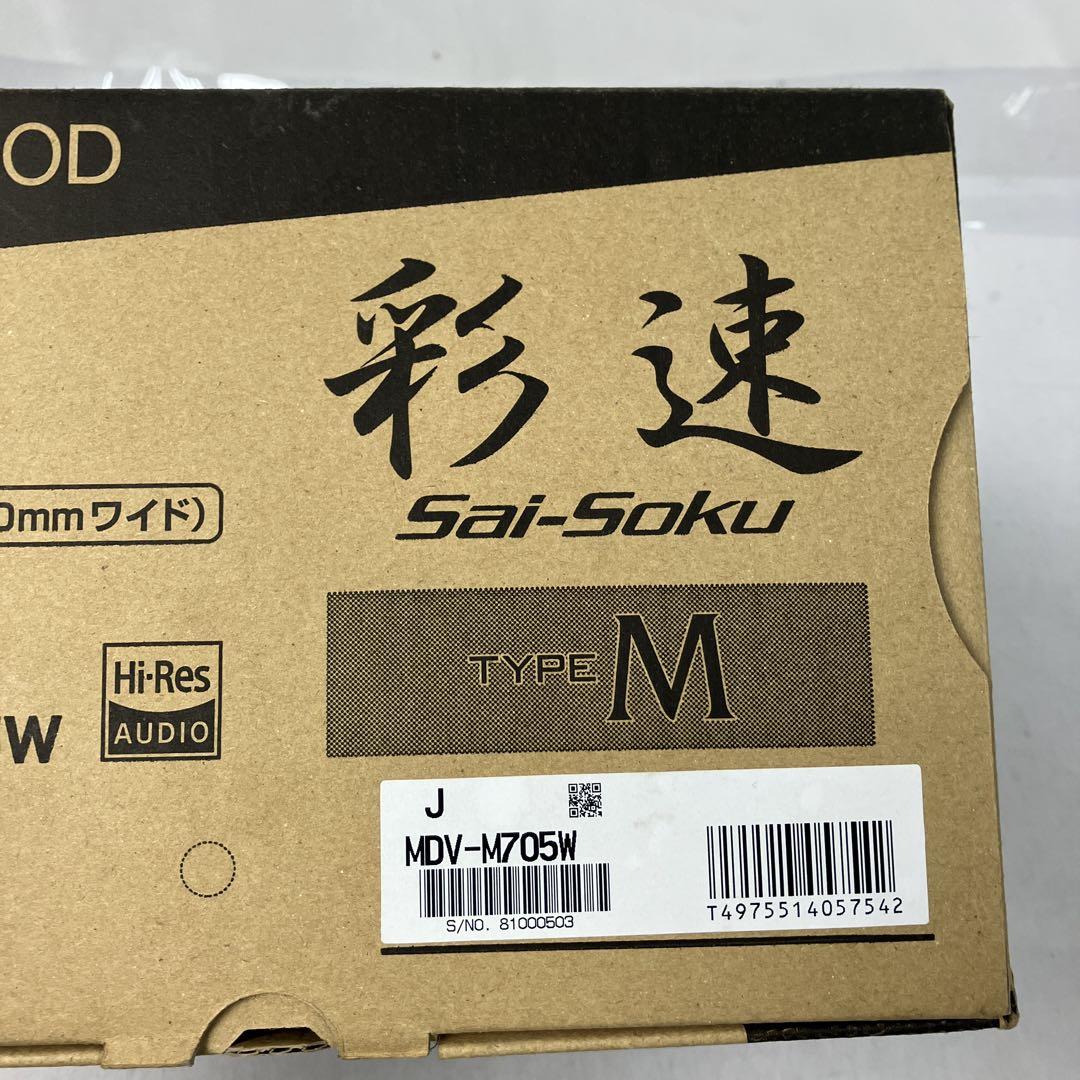 OD
彩速
Sai-Soku
0mmワイド)
TYPE M
Hi-Res
AUDIO
W
J
MDV-M705W
S/NO. 81000503
T4975514057542